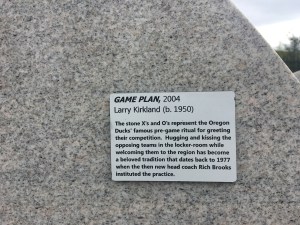 GAME PLAN, 2004
Larry Kirkland (b. 1950)
The stone X's and O's represent the Oregon
Ducks' famous pre-game ritual for greeting
their competition. Hugging and kissing the
opposing teams in the locker-room while
welcoming them to the region has become
a beloved tradition that dates back to 1977
when the then new head coach Rich Brooks
instituted the practice.